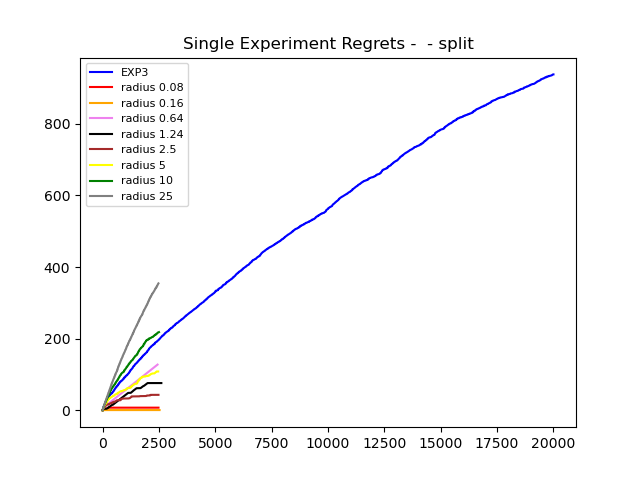 Single Experiment Regrets -  - split
EXP3
radius 0.08
radius 0.16
radius 0.64
radius 1.24
radius 2.5
radius 5
radius 10
radius 25
800
600
400
200
0
0 2500 5000 7500 10000 12500 15000 17500 20000